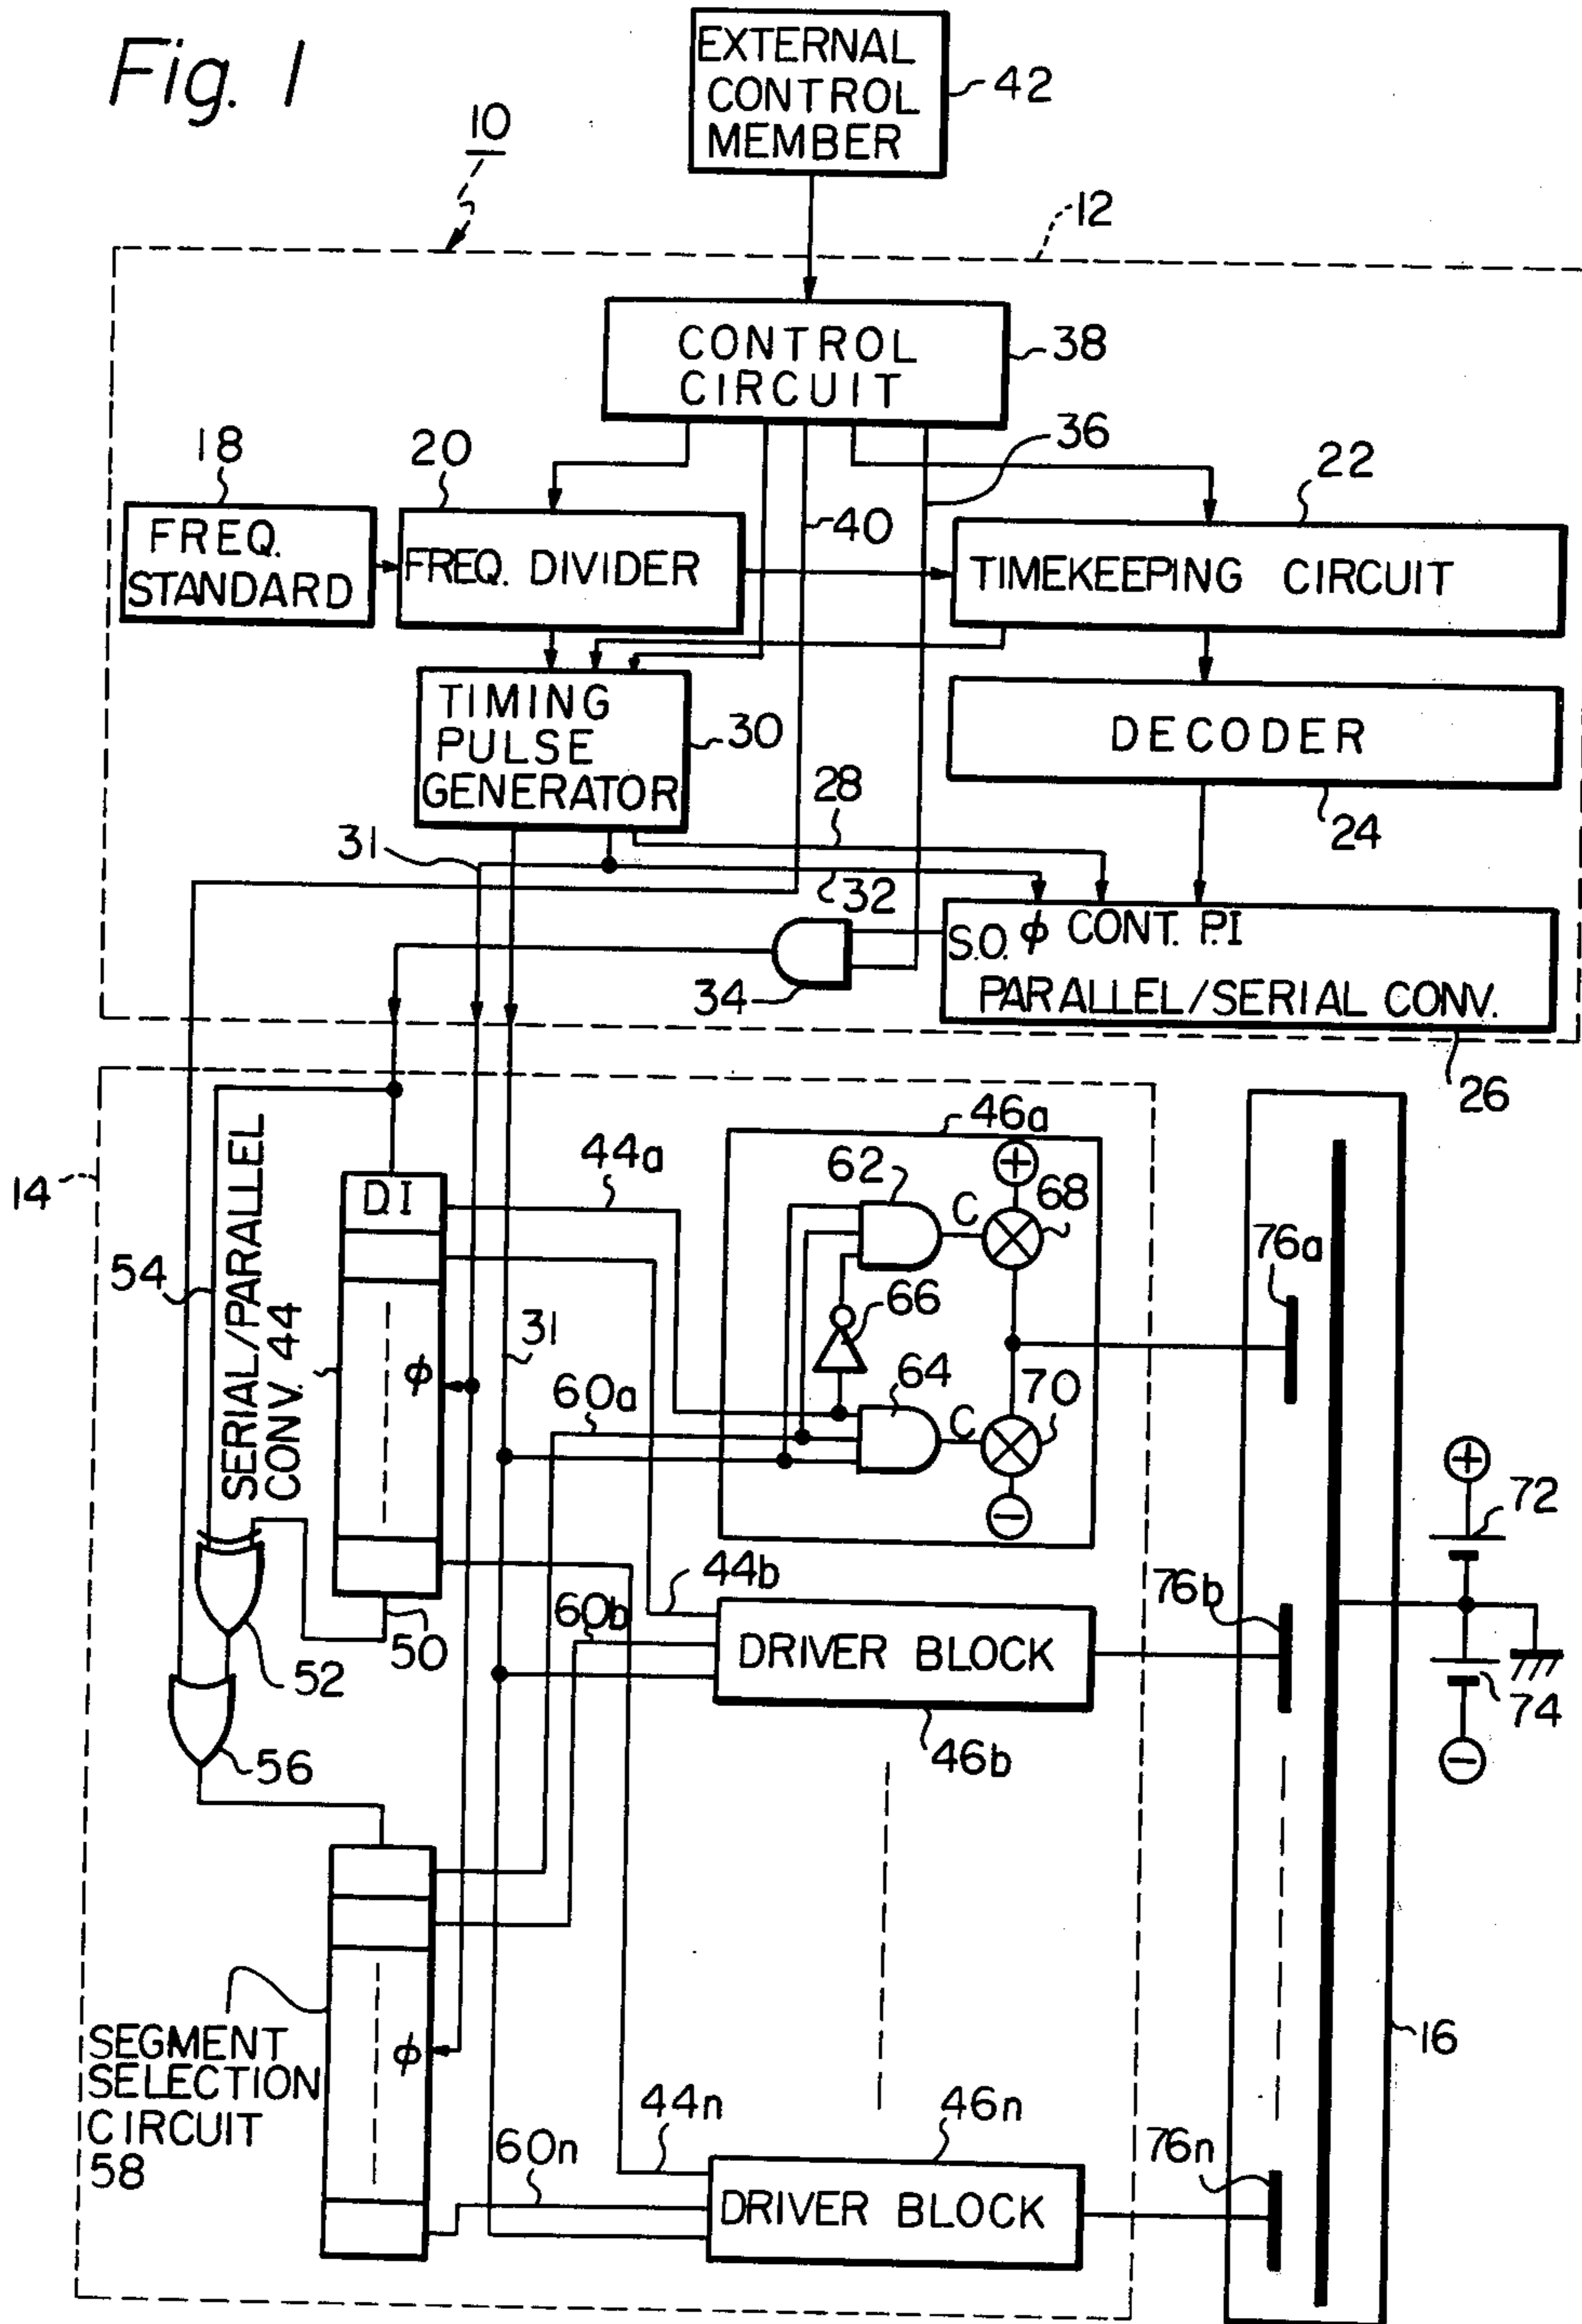 Fig. 1
EXTERNAL
CONTROL
MEMBER
42
10
12
CONTROL
CIRCUIT
38
36
18
20
22
40
FREQ.
STANDARD
FREQ. DIVIDER
TIMEKEEPING CIRCUIT
TIMING
PULSE
GENERATOR
30
DECODER
28
24
31
32
S.O. φ CONT. P.I
PARALLEL/SERIAL CONV.
34
26
14
46a
44a
62
D.I
C
68
76a
54
SERIAL/PARALLEL
CONV. 44
66
31
φ
60a
64
C
70
72
44b
76b
60b
50
DRIVER BLOCK
52
74
46b
56
16
SEGMENT
SELECTION
CIRCUIT
58
φ
44n
46n
76n
60n
DRIVER BLOCK